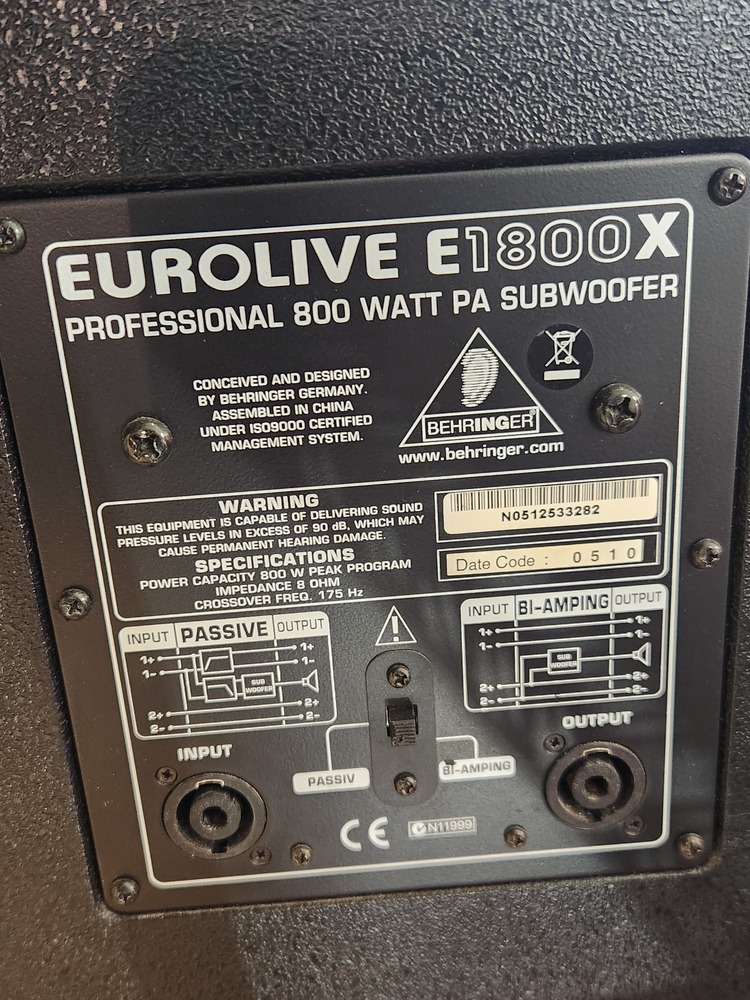 EUROLIVE E1800X
PROFESSIONAL 800 WATT PA SUBWOOFER
CONCEIVED AND DESIGNED
BY BEHRINGER GERMANY.
ASSEMBLED IN CHINA
UNDER ISO9000 CERTIFIED
MANAGEMENT SYSTEM.
BEHRINGER
www.behringer.com
WARNING
THIS EQUIPMENT IS CAPABLE OF DELIVERING SOUND
PRESSURE LEVELS IN EXCESS OF 90 dB, WHICH MAY
CAUSE PERMANENT HEARING DAMAGE.
SPECIFICATIONS
POWER CAPACITY 800 W PEAK PROGRAM
IMPEDANCE 8 OHM
CROSSOVER FREQ. 175 Hz
N0512533282
Date Code : 0510
INPUT PASSIVE OUTPUT
1+ 1+
1- 1-
SUB
WOOFER
2+ 2+
2- 2-
INPUT BI-AMPING OUTPUT
1+ 1+
1- 1-
SUB
WOOFER
2+ 2+
2- 2-
INPUT
OUTPUT
PASSIV
BI-AMPING
CE
N11999